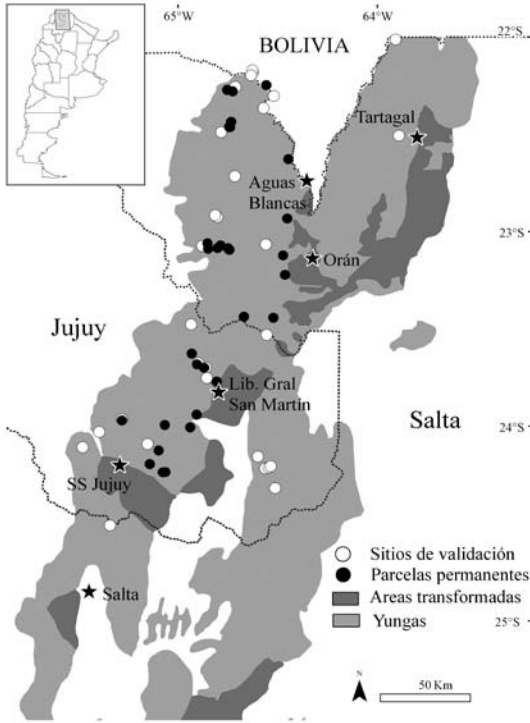 65°W
64°W
22°S
BOLIVIA
Tartagal
Aguas
Blancas
23°S
Orán
Jujuy
Lib. Gral
San Martín
Salta
24°S
SS Jujuy
Sitios de validación
Parcelas permanentes
Areas transformadas
Yungas
Salta
25°S
N
50 Km